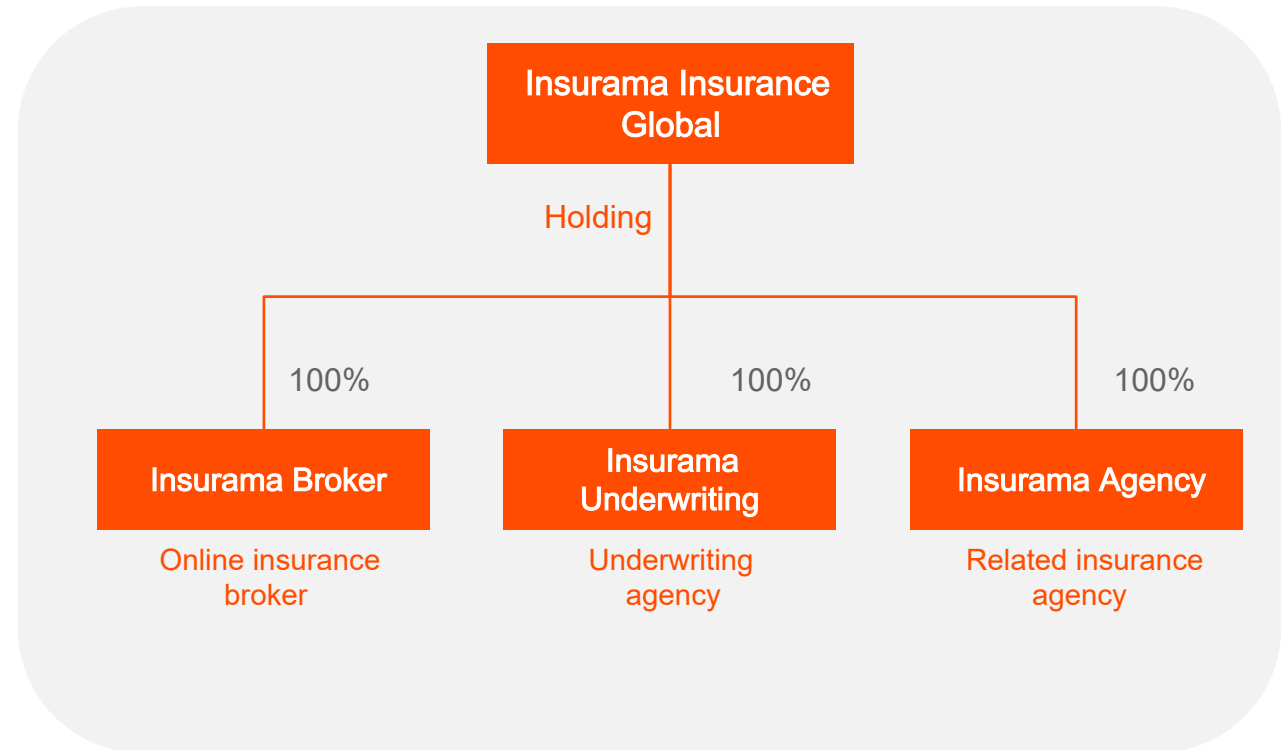 Insurama Insurance
Global
Holding
100%
100%
100%
Insurama Broker
Insurama
Underwriting
Insurama Agency
Online insurance
broker
Underwriting
agency
Related insurance
agency